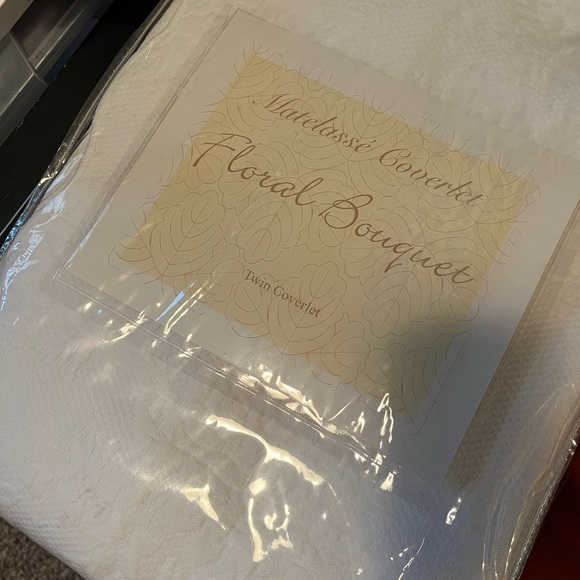 Matelassé Coverlet
Floral Bouquet
Twin Coverlet